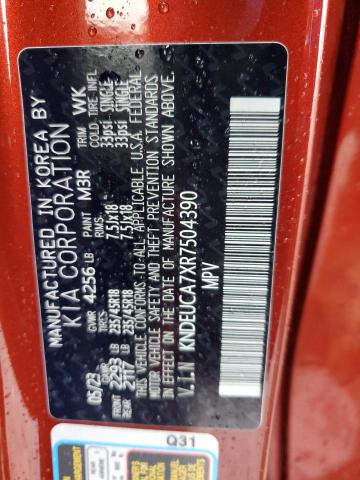 MANUFACTURED IN KOREA BY
KIA CORPORATION
05/23 GVWR 4256 LB M3R TRIM WK
GAWR TIRES RIMS COLD TIRE INFL
FRONT 2293 LB 235/45R18 7.5Jx18 33psi SINGLE
REAR 2117 LB 235/45R18 7.5Jx18 33psi SINGLE
THIS VEHICLE CONFORMS TO ALL APPLICABLE U.S.A. FEDERAL
MOTOR VEHICLE SAFETY AND THEFT PREVENTION STANDARDS
IN EFFECT ON THE DATE OF MANUFACTURE SHOWN ABOVE.
V.I.N KNDEUCA7XR7504390
MPV
Q31